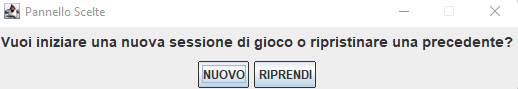 Pannello Scelte
Vuoi iniziare una nuova sessione di gioco o ripristinare una precedente?
NUOVO RIPRENDI